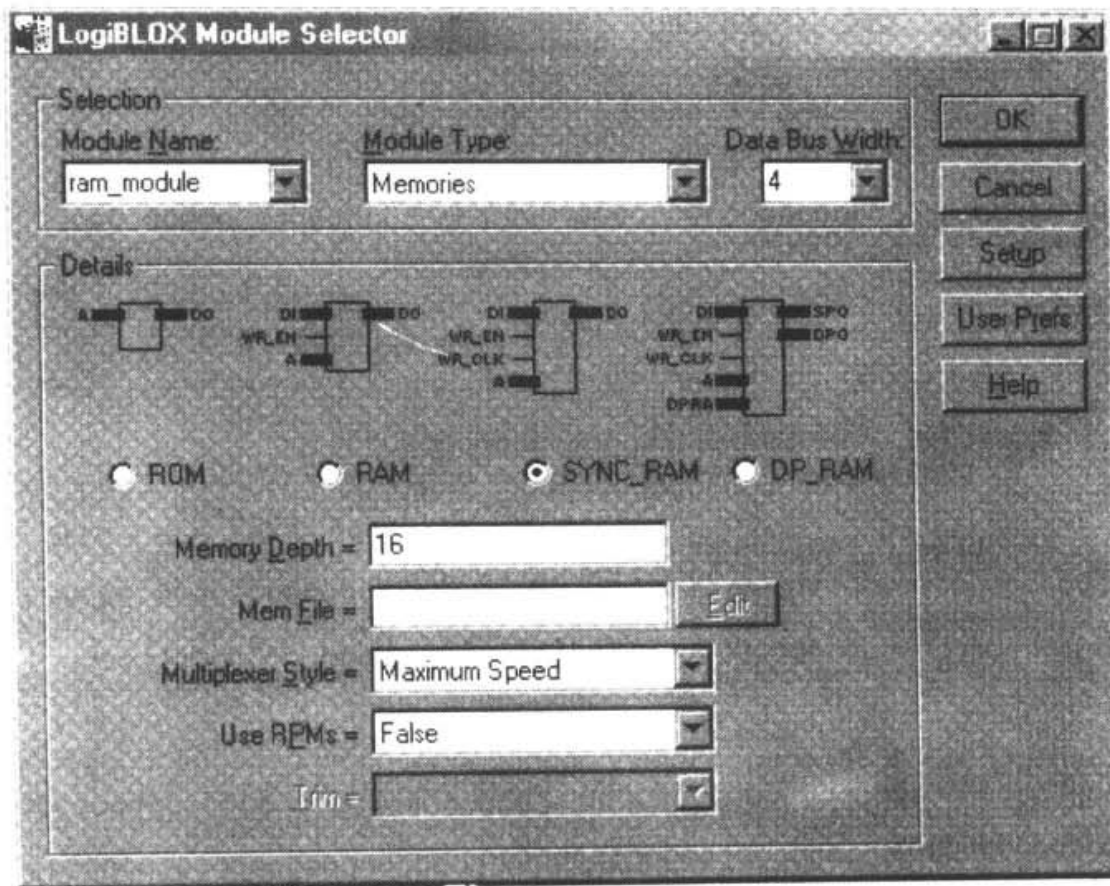 LogiBLOX Module Selector
Selection
Module Name: Module Type: Data Bus Width:
ram_module Memories 4
OK
Cancel
Setup
User Prefs
Help
Details
A DO DI DO DI DO DI SPO
WR_EN WR_EN WR_EN DPO
A WR_CLK WR_CLK
A A
DPRA
ROM RAM SYNC_RAM DP_RAM
Memory Depth = 16
Mem File = Edit
Multiplexer Style = Maximum Speed
Use RPMs = False
Trim =